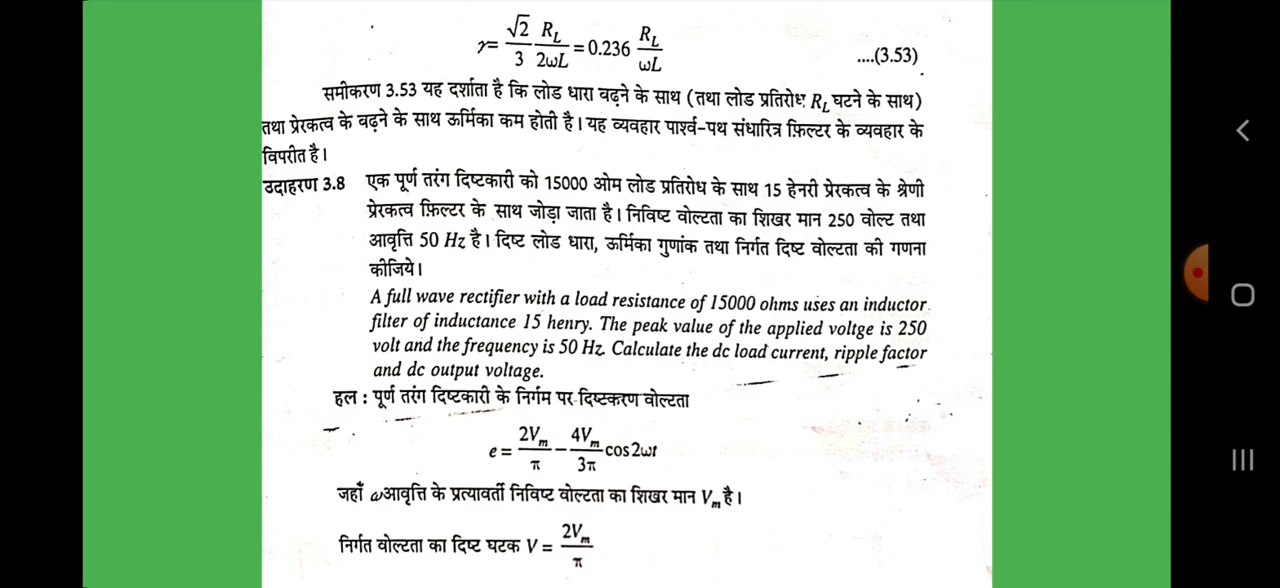 γ= √2/3 R_L/2ωL = 0.236 R_L/ωL ....(3.53)
समीकरण 3.53 यह दर्शाता है कि लोड धारा बढ़ने के साथ (तथा लोड प्रतिरोध R_L घटने के साथ)
तथा प्रेरकत्व के बढ़ने के साथ ऊर्मिका कम होती है। यह व्यवहार पार्श्व-पथ संधारित्र फ़िल्टर के व्यवहार के
विपरीत है।
उदाहरण 3.8 एक पूर्ण तरंग दिष्टकारी को 15000 ओम लोड प्रतिरोध के साथ 15 हेनरी प्रेरकत्व के श्रेणी
प्रेरकत्व फ़िल्टर के साथ जोड़ा जाता है। निविष्ट वोल्टता का शिखर मान 250 वोल्ट तथा
आवृत्ति 50 Hz है। दिष्ट लोड धारा, ऊर्मिका गुणांक तथा निर्गत दिष्ट वोल्टता की गणना
कीजिये।
A full wave rectifier with a load resistance of 15000 ohms uses an inductor
filter of inductance 15 henry. The peak value of the applied voltge is 250
volt and the frequency is 50 Hz. Calculate the dc load current, ripple factor
and dc output voltage.
हल : पूर्ण तरंग दिष्टकारी के निर्गम पर दिष्टकरण वोल्टता
e = 2V_m/π − 4V_m/3π cos 2ωt
जहाँ ω आवृत्ति के प्रत्यावर्ती निविष्ट वोल्टता का शिखर मान V_m है।
निर्गत वोल्टता का दिष्ट घटक V = 2V_m/π